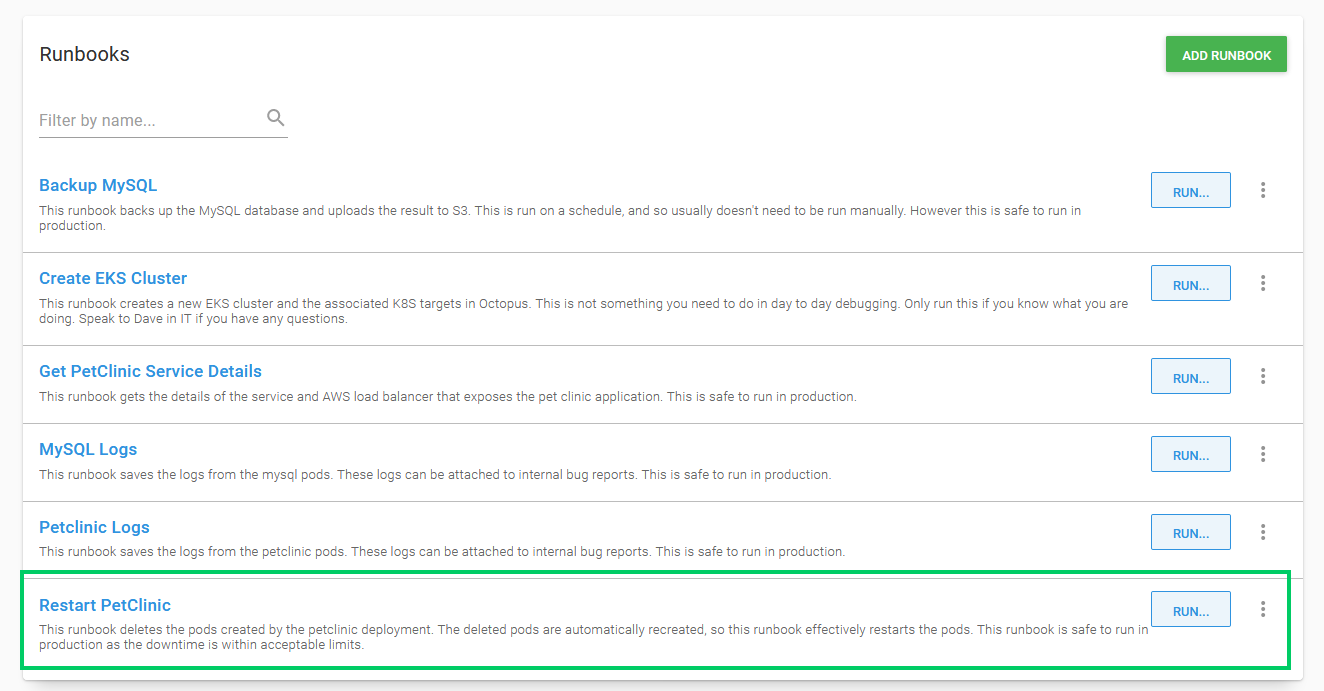 Runbooks
ADD RUNBOOK
Filter by name...
Backup MySQL
RUN...
This runbook backs up the MySQL database and uploads the result to S3. This is run on a schedule, and so usually doesn't need to be run manually. However this is safe to run in
production.
Create EKS Cluster
RUN...
This runbook creates a new EKS cluster and the associated K8S targets in Octopus. This is not something you need to do in day to day debugging. Only run this if you know what you are
doing. Speak to Dave in IT if you have any questions.
Get PetClinic Service Details
RUN...
This runbook gets the details of the service and AWS load balancer that exposes the pet clinic application. This is safe to run in production.
MySQL Logs
RUN...
This runbook saves the logs from the mysql pods. These logs can be attached to internal bug reports. This is safe to run in production.
Petclinic Logs
RUN...
This runbook saves the logs from the petclinic pods. These logs can be attached to internal bug reports. This is safe to run in production.
Restart PetClinic
RUN...
This runbook deletes the pods created by the petclinic deployment. The deleted pods are automatically recreated, so this runbook effectively restarts the pods. This runbook is safe to run in
production as the downtime is within acceptable limits.